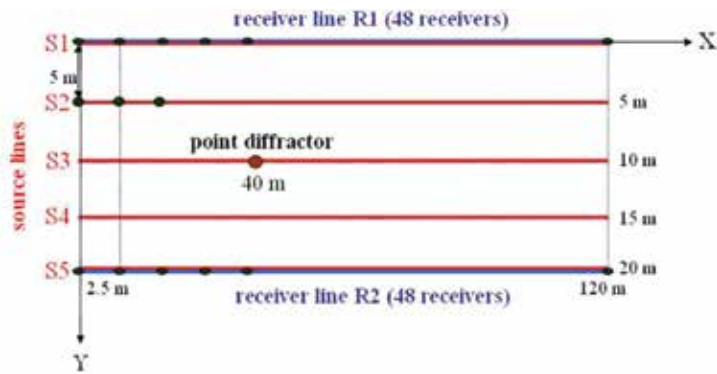 receiver line R1 (48 receivers)
S1
X
5 m
S2
5 m
point diffractor
S3
10 m
40 m
source lines
S4
15 m
S5
20 m
2.5 m
receiver line R2 (48 receivers)
120 m
Y